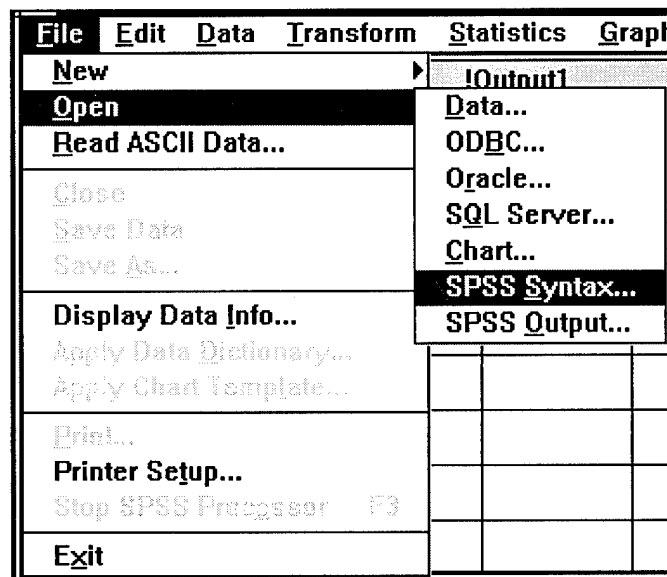 File Edit Data Transform Statistics Graph
New
!Output1
Open
Read ASCII Data...
Close
Save Data
Save As...
Display Data Info...
Apply Data Dictionary...
Apply Chart Template...
Print...
Printer Setup...
Stop SPSS Processor F3
Exit
Data...
ODBC...
Oracle...
SQL Server...
Chart...
SPSS Syntax...
SPSS Output...